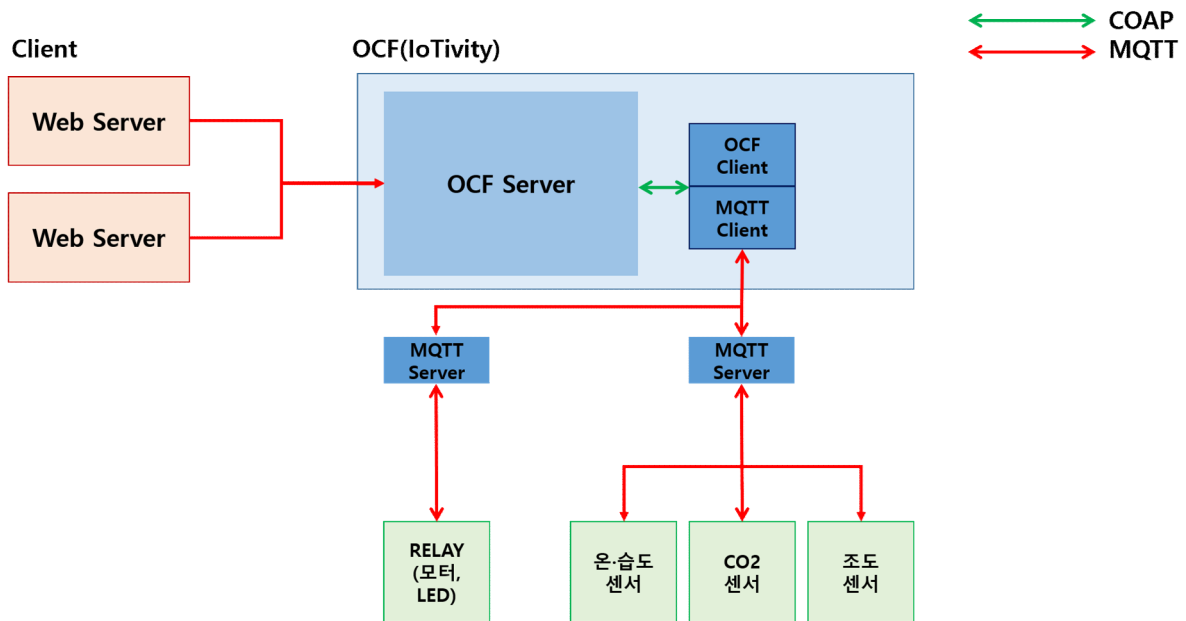 COAP
MQTT
Client
OCF(IoTivity)
Web Server
Web Server
OCF Server
OCF
Client
MQTT
Client
MQTT
Server
MQTT
Server
RELAY
(모터,
LED)
온·습도
센서
CO2
센서
조도
센서